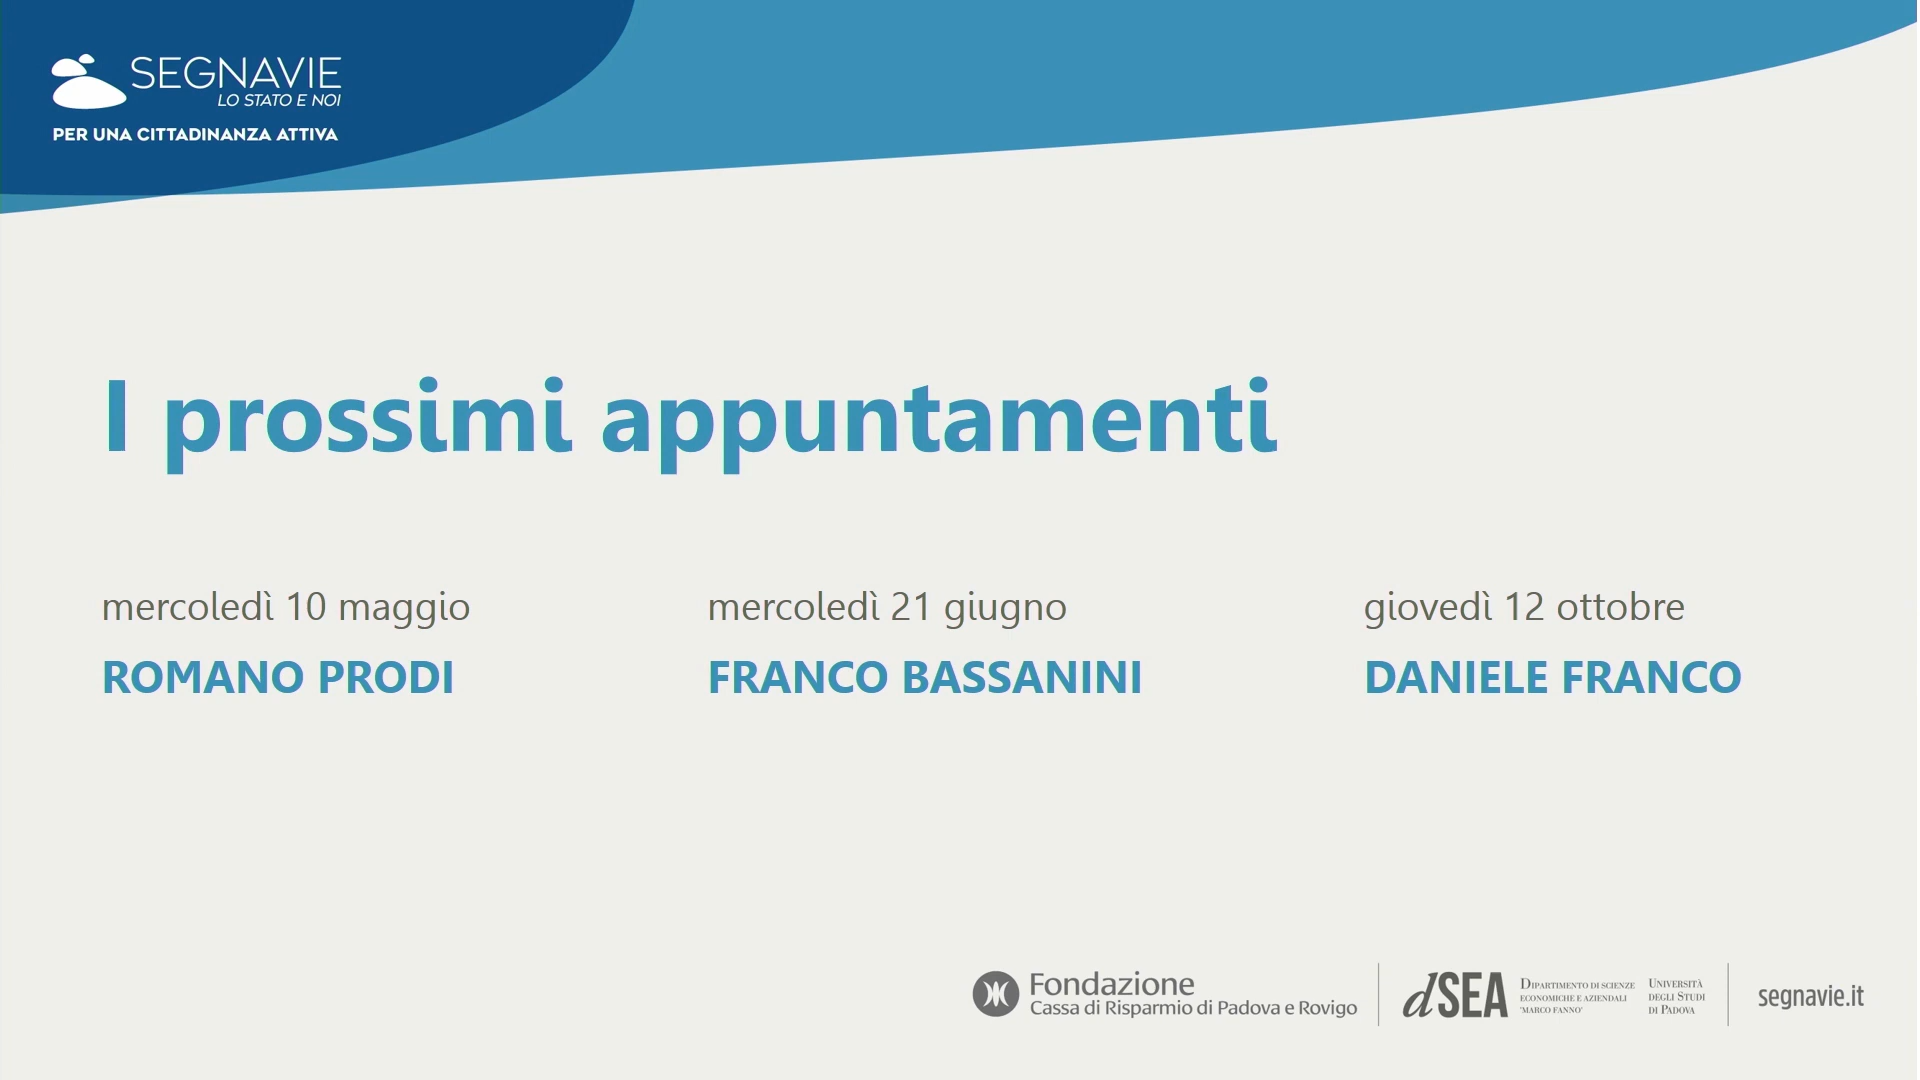 SEGNAVIE
LO STATO E NOI
PER UNA CITTADINANZA ATTIVA
I prossimi appuntamenti
mercoledì 10 maggio
ROMANO PRODI
mercoledì 21 giugno
FRANCO BASSANINI
giovedì 12 ottobre
DANIELE FRANCO
Fondazione
Cassa di Risparmio di Padova e Rovigo
dSEA
DIPARTIMENTO DI SCIENZE
ECONOMICHE E AZIENDALI
'MARCO FANNO'
UNIVERSITÀ
DEGLI STUDI
DI PADOVA
segnavie.it